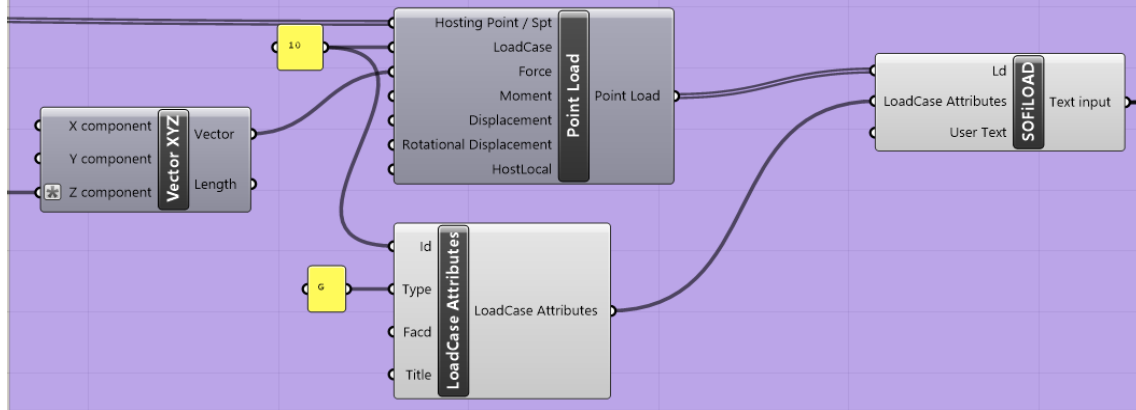 10
Hosting Point / Spt
LoadCase
Force
Moment
Displacement
Rotational Displacement
HostLocal
Point Load
Point Load
Ld
LoadCase Attributes
User Text
SOFiLOAD
Text input
X component
Y component
Z component
Vector XYZ
Vector
Length
G
Id
Type
Facd
Title
LoadCase Attributes
LoadCase Attributes